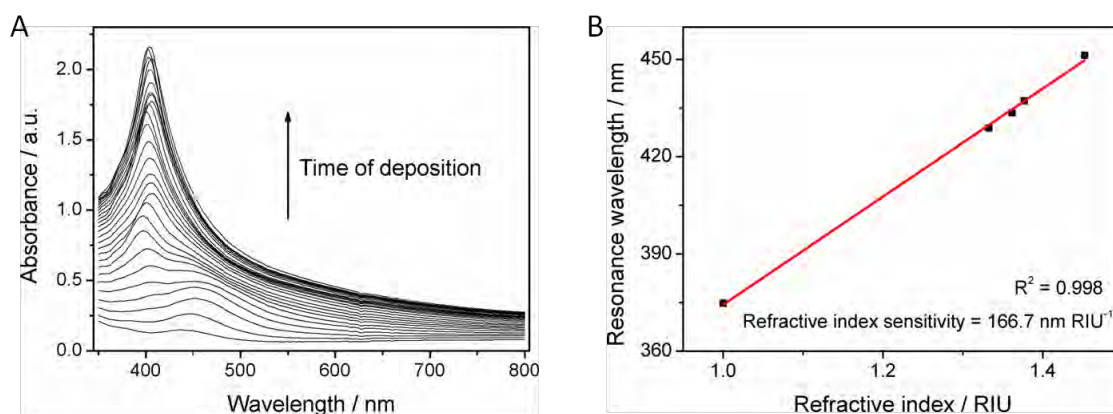 A
Absorbance / a.u.
2.0
1.5
1.0
0.5
0.0
Time of deposition
400
500
600
700
800
Wavelength / nm
B
Resonance wavelength / nm
450
420
390
360
R² = 0.998
Refractive index sensitivity = 166.7 nm RIU⁻¹
1.0
1.2
1.4
Refractive index / RIU